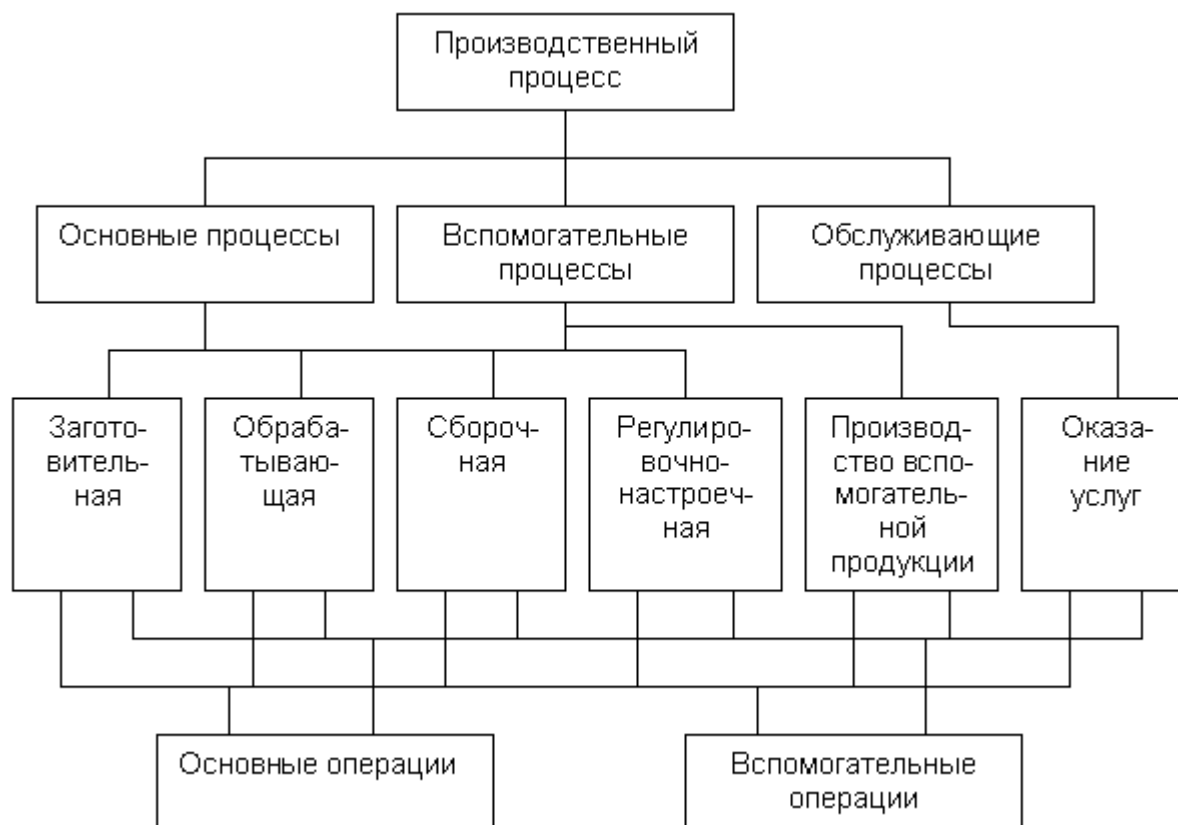 Производственный
процесс
Основные процессы
Вспомогательные
процессы
Обслуживающие
процессы
Загото-
витель-
ная
Обраба-
тываю-
щая
Сбороч-
ная
Регулиро-
вочно-
настроеч-
ная
Производ-
ство вспо-
могатель-
ной
продукции
Оказа-
ние
услуг
Основные операции
Вспомогательные
операции